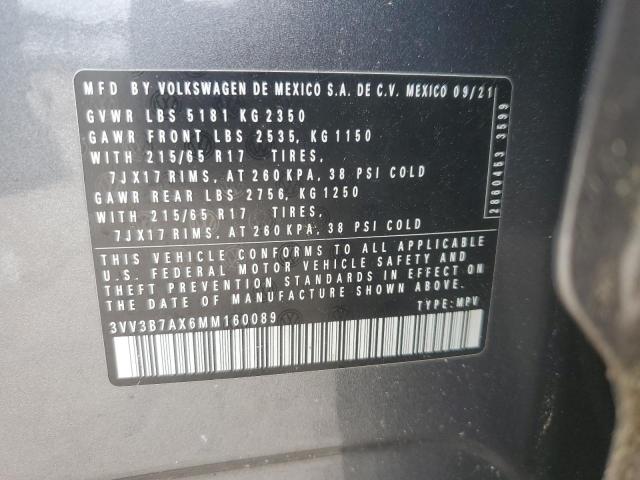 MFD BY VOLKSWAGEN DE MEXICO S.A. DE C.V. MEXICO 09/21
GVWR LBS 5181 KG 2350
GAWR FRONT LBS 2535, KG 1150
WITH 215/65 R17 TIRES,
7JX17 RIMS, AT 260 KPA, 38 PSI COLD
GAWR REAR LBS 2756, KG 1250
WITH 215/65 R17 TIRES,
7JX17 RIMS, AT 260 KPA, 38 PSI COLD
THIS VEHICLE CONFORMS TO ALL APPLICABLE
U.S. FEDERAL MOTOR VEHICLE SAFETY AND
THEFT PREVENTION STANDARDS IN EFFECT ON
THE DATE OF MANUFACTURE SHOWN ABOVE.
3VV3B7AX6MM160089 TYPE: MPV
2860453 3599